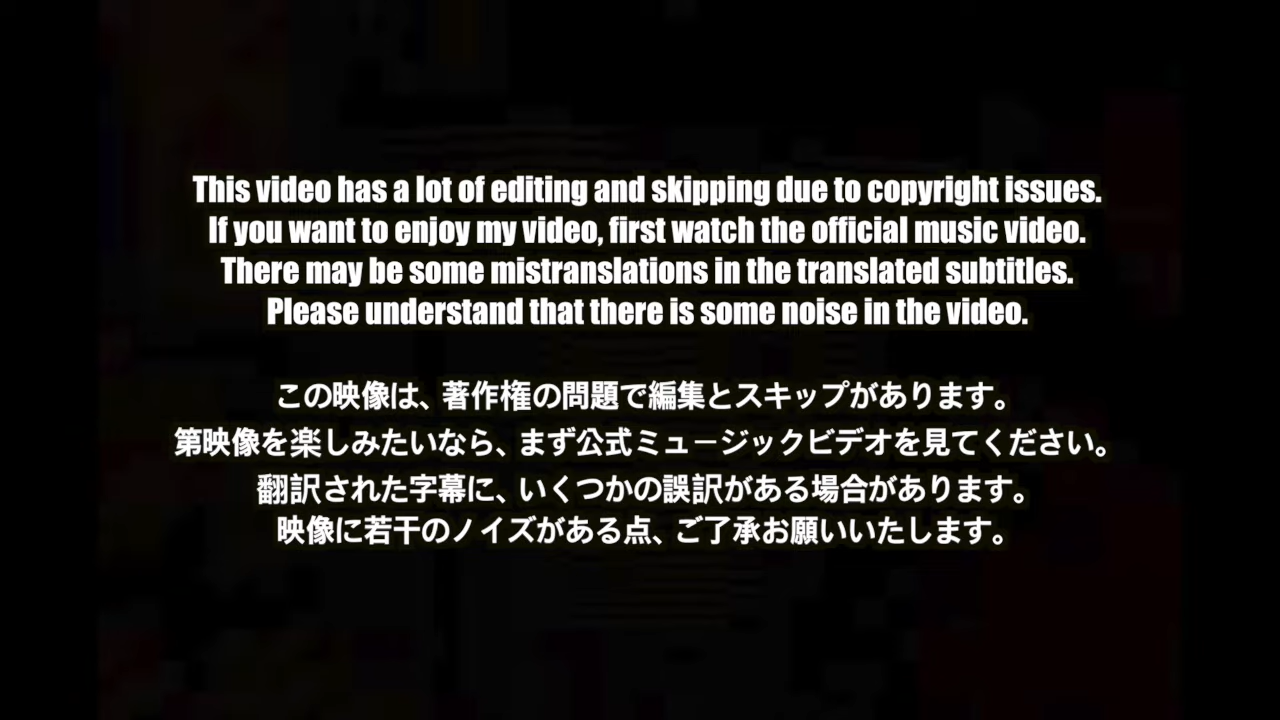 This video has a lot of editing and skipping due to copyright issues.
If you want to enjoy my video, first watch the official music video.
There may be some mistranslations in the translated subtitles.
Please understand that there is some noise in the video.
この映像は、著作権の問題で編集とスキップがあります。
第映像を楽しみたいなら、まず公式ミュージックビデオを見てください。
翻訳された字幕に、いくつかの誤訳がある場合があります。
映像に若干のノイズがある点、ご了承お願いいたします。